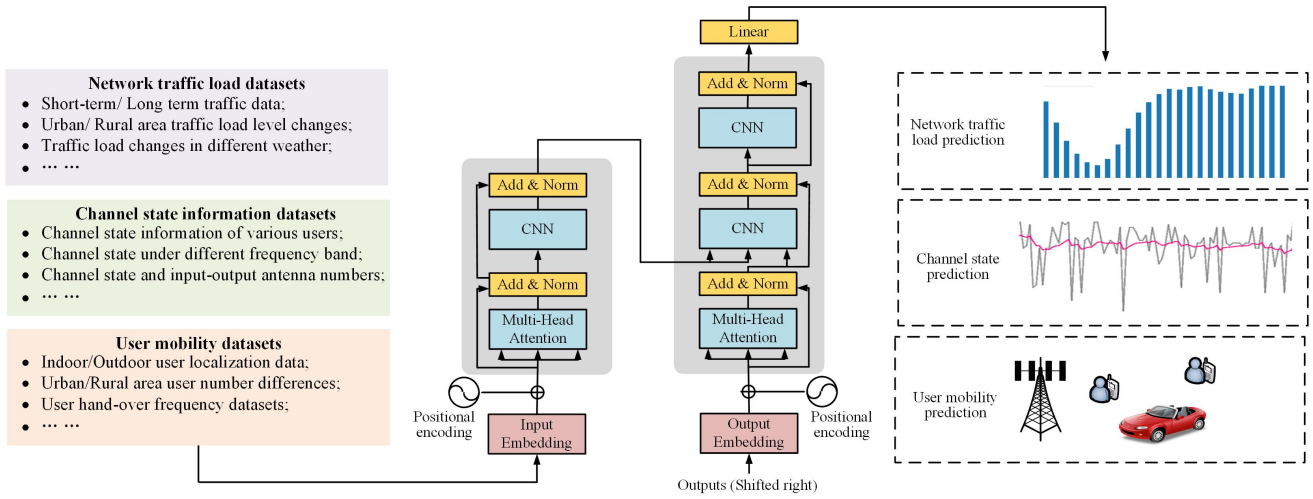 Network traffic load datasets
• Short-term/ Long term traffic data;
• Urban/ Rural area traffic load level changes;
• Traffic load changes in different weather;
• … …
Channel state information datasets
• Channel state information of various users;
• Channel state under different frequency band;
• Channel state and input-output antenna numbers;
• … …
User mobility datasets
• Indoor/Outdoor user localization data;
• Urban/Rural area user number differences;
• User hand-over frequency datasets;
• … …
Add & Norm
CNN
Add & Norm
Multi-Head
Attention
Positional
encoding
Input
Embedding
Linear
Add & Norm
CNN
Add & Norm
CNN
Add & Norm
Multi-Head
Attention
Positional
encoding
Output
Embedding
Outputs (Shifted right)
Network traffic
load prediction
Channel state
prediction
User mobility
prediction